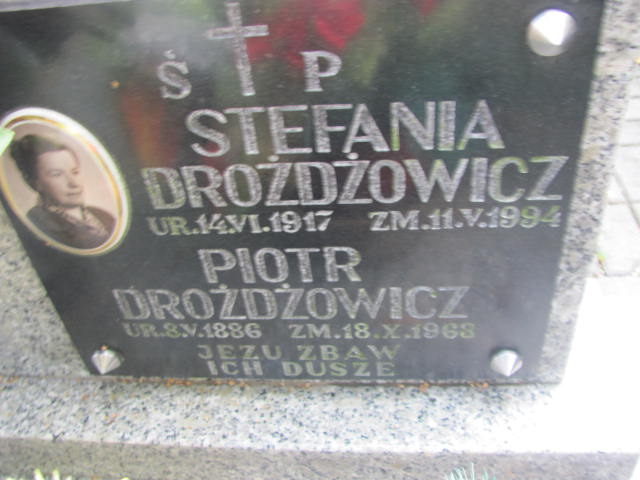 Ś P
STEFANIA
DROŻDŻOWICZ
UR.14.VI.1917 ZM.11.V.1994
PIOTR
DROŻDŻOWICZ
UR.8.V.1886 ZM.18.X.1963
JEZU ZBAW
ICH DUSZE